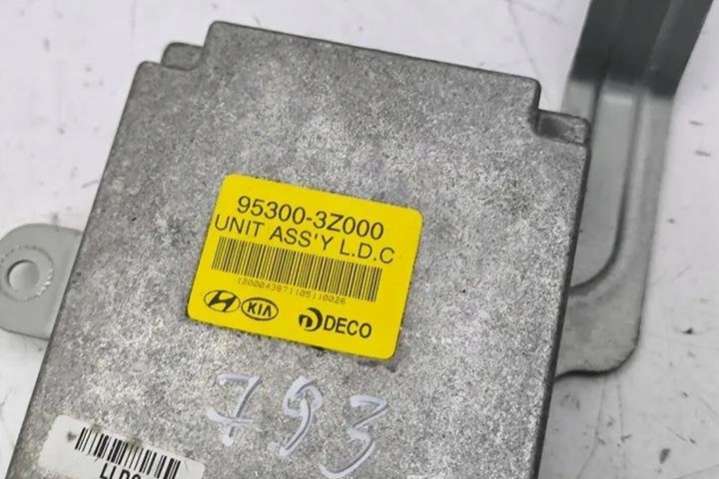 95300-3Z000
UNIT ASS'Y L.D.C
KIA DECO
793